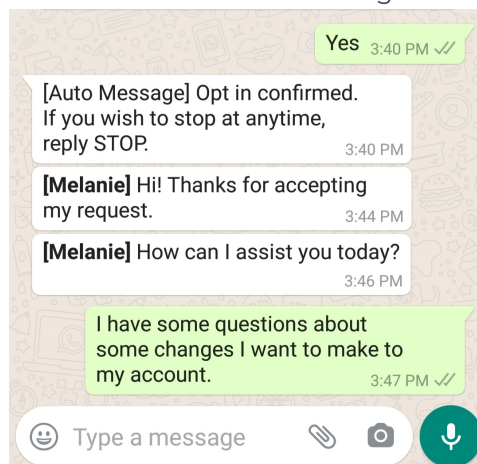 Yes 3:40 PM
[Auto Message] Opt in confirmed.
If you wish to stop at anytime,
reply STOP. 3:40 PM
[Melanie] Hi! Thanks for accepting
my request. 3:44 PM
[Melanie] How can I assist you today?
3:46 PM
I have some questions about
some changes I want to make to
my account. 3:47 PM
Type a message